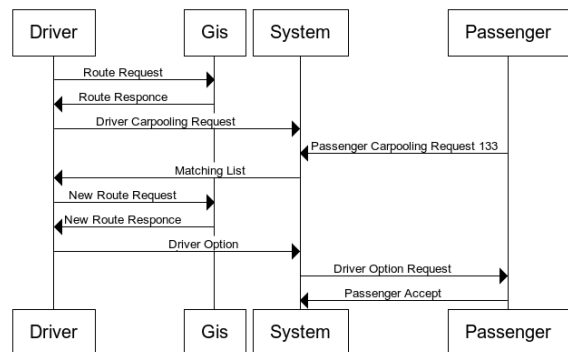 Driver Gis System Passenger
Route Request
Route Responce
Driver Carpooling Request
Passenger Carpooling Request 133
Matching List
New Route Request
New Route Responce
Driver Option
Driver Option Request
Passenger Accept
Driver Gis System Passenger